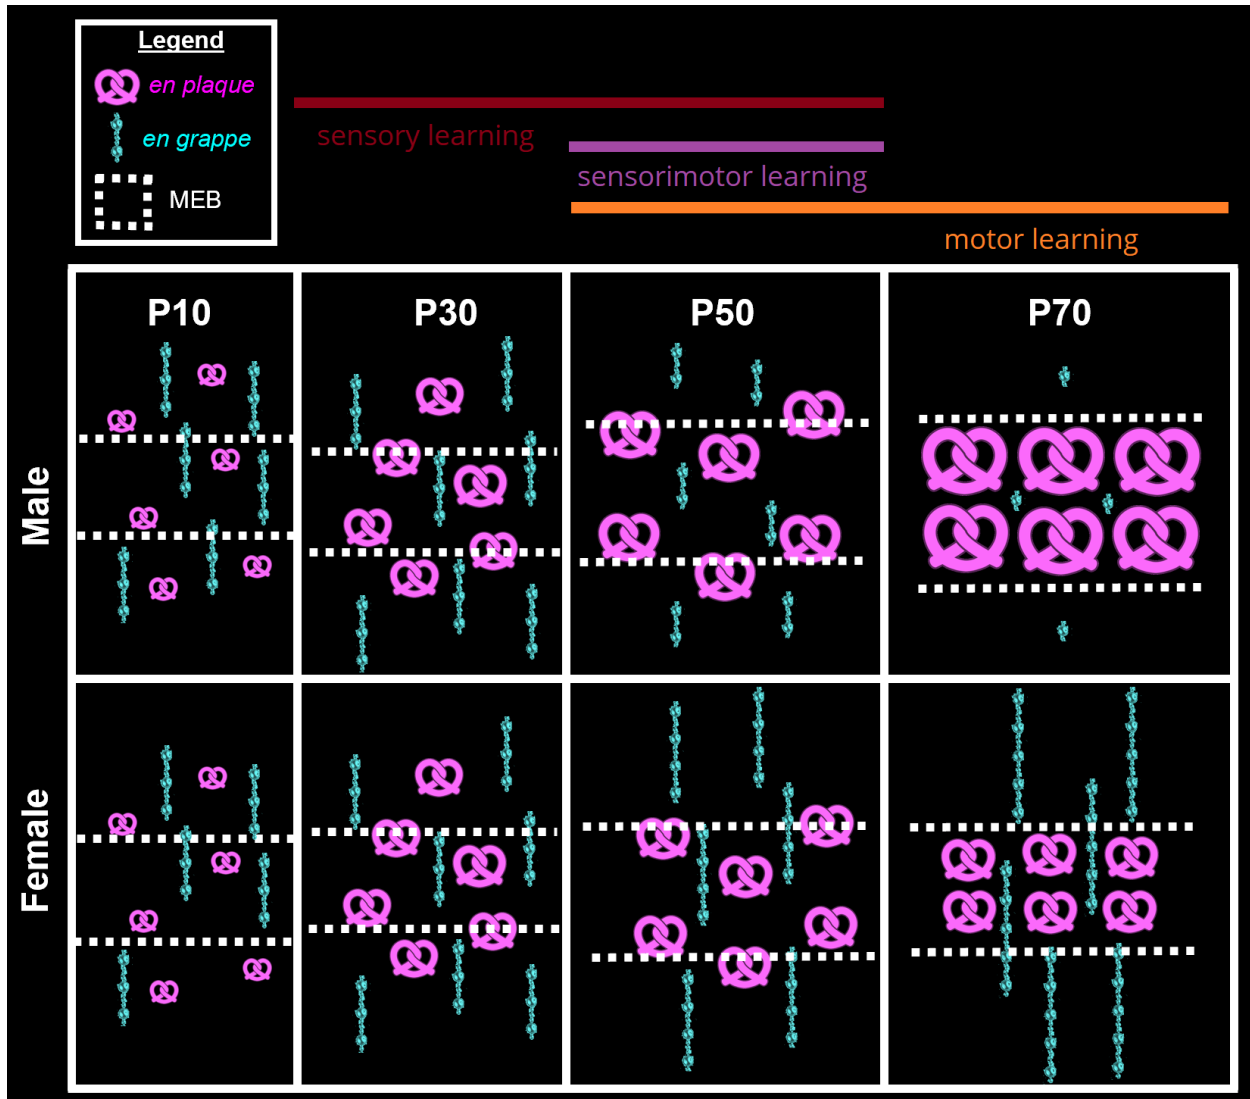 Legend
en plaque
en grappe
MEB
sensory learning
sensorimotor learning
motor learning
P10
P30
P50
P70
Male
Female